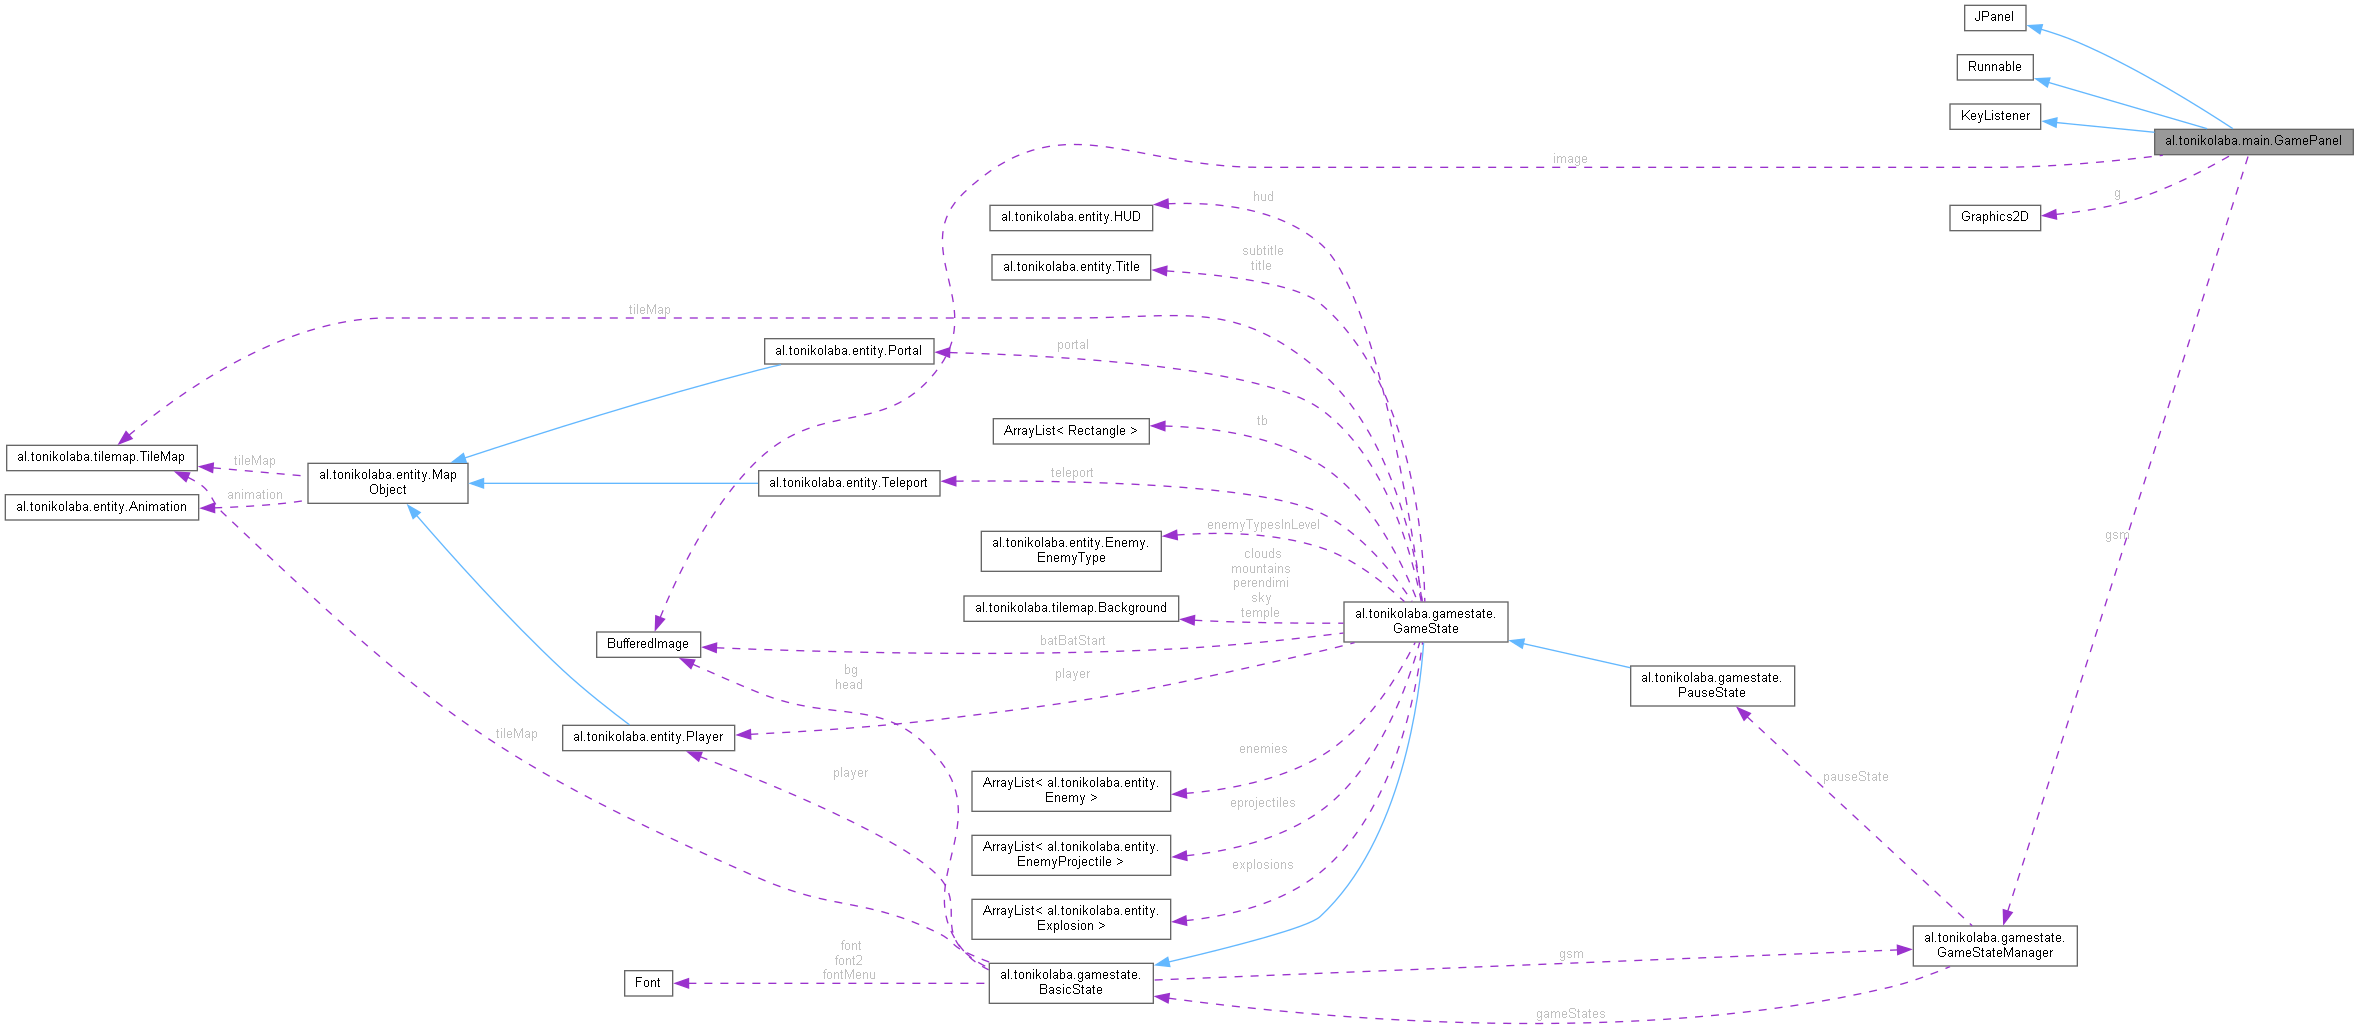 JPanel
Runnable
KeyListener
al.tonikolaba.main.GamePanel
image
hud
g
al.tonikolaba.entity.HUD
Graphics2D
subtitle
title
al.tonikolaba.entity.Title
tileMap
portal
al.tonikolaba.entity.Portal
gsm
tb
ArrayList< Rectangle >
al.tonikolaba.tilemap.TileMap
tileMap
al.tonikolaba.entity.Map
Object
teleport
al.tonikolaba.entity.Teleport
animation
al.tonikolaba.entity.Animation
enemyTypesInLevel
al.tonikolaba.entity.Enemy.
EnemyType
clouds
mountains
perendimi
sky
temple
al.tonikolaba.tilemap.Background
al.tonikolaba.gamestate.
GameState
BufferedImage
batBatStart
bg
head
player
al.tonikolaba.gamestate.
PauseState
tileMap
al.tonikolaba.entity.Player
player
enemies
ArrayList< al.tonikolaba.entity.
Enemy >
pauseState
eprojectiles
ArrayList< al.tonikolaba.entity.
EnemyProjectile >
explosions
ArrayList< al.tonikolaba.entity.
Explosion >
font
font2
fontMenu
Font
al.tonikolaba.gamestate.
BasicState
gsm
al.tonikolaba.gamestate.
GameStateManager
gameStates